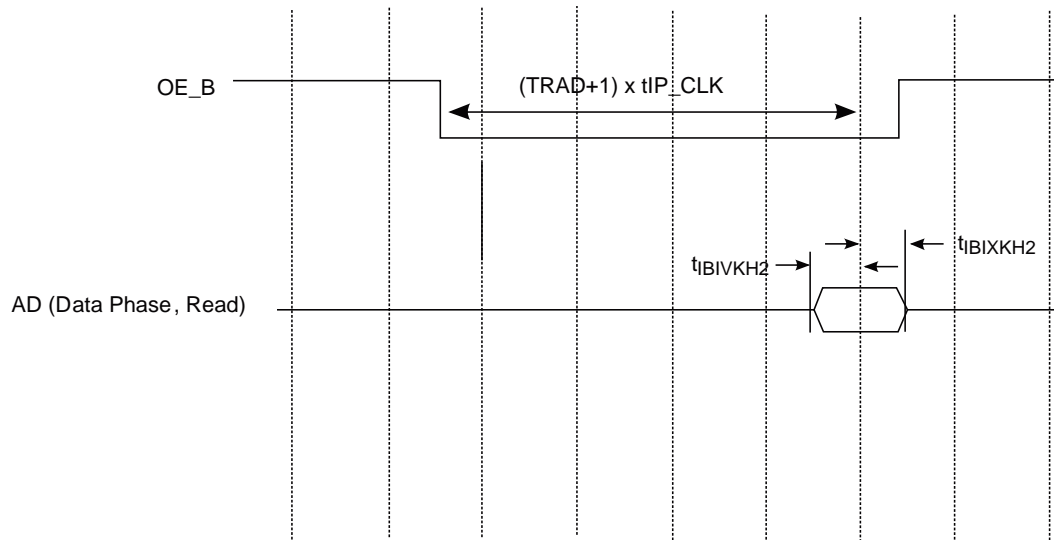 OE_B
(TRAD+1) x tIP_CLK
tIBIVKH2
tIBIXKH2
AD (Data Phase, Read)